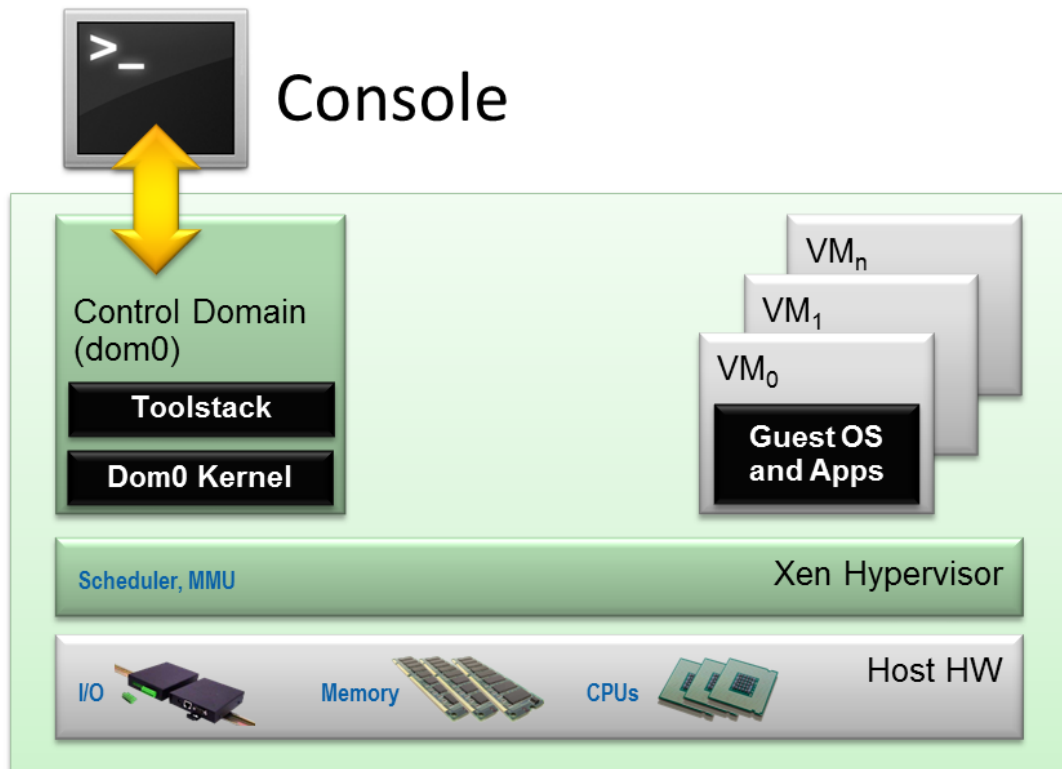 >_
Console
Control Domain
(dom0)
Toolstack
Dom0 Kernel
VMn
VM1
VM0
Guest OS
and Apps
Scheduler, MMU
Xen Hypervisor
I/O
Memory
CPUs
Host HW